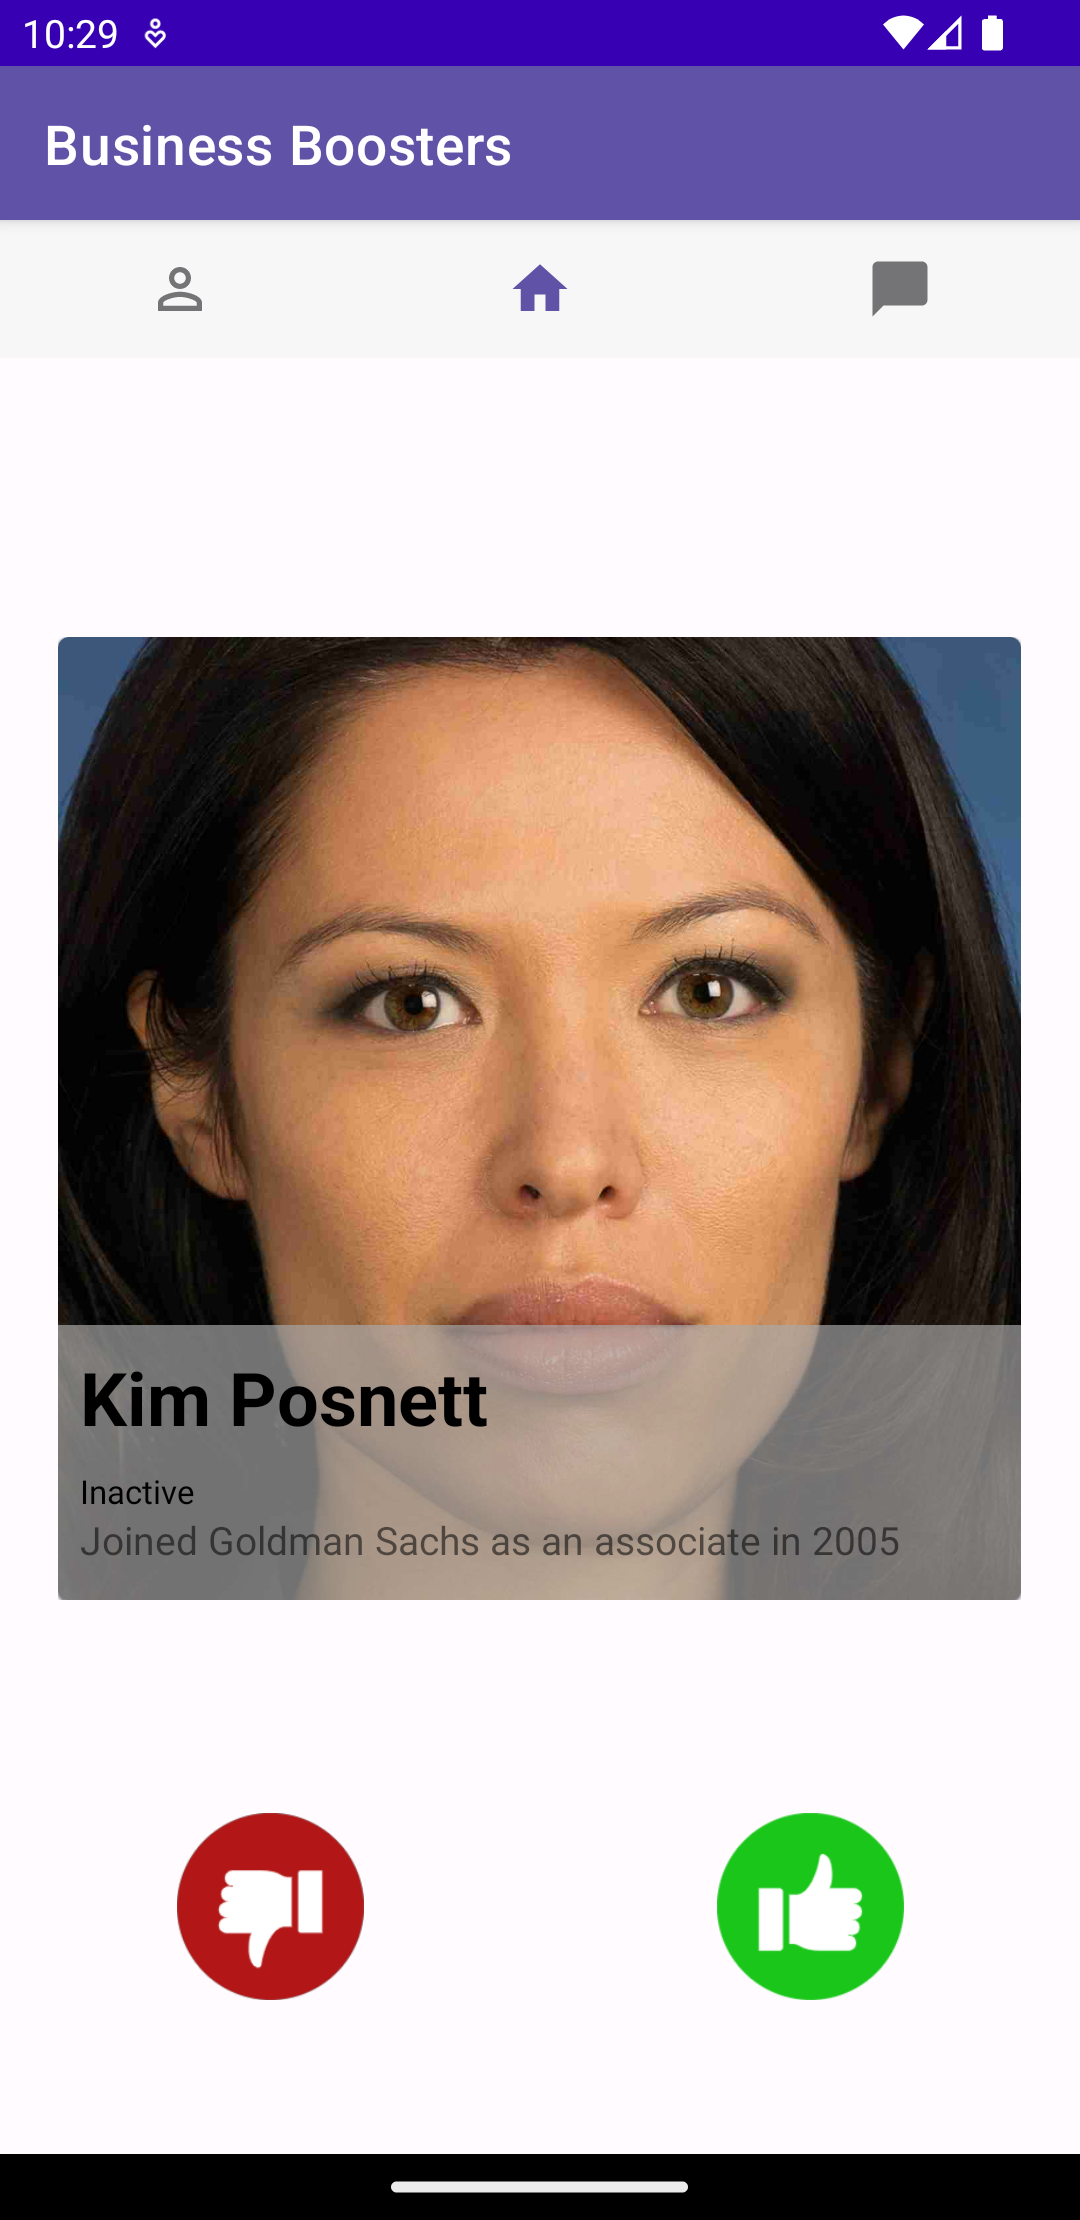 10:29
Business Boosters
Kim Posnett
Inactive
Joined Goldman Sachs as an associate in 2005